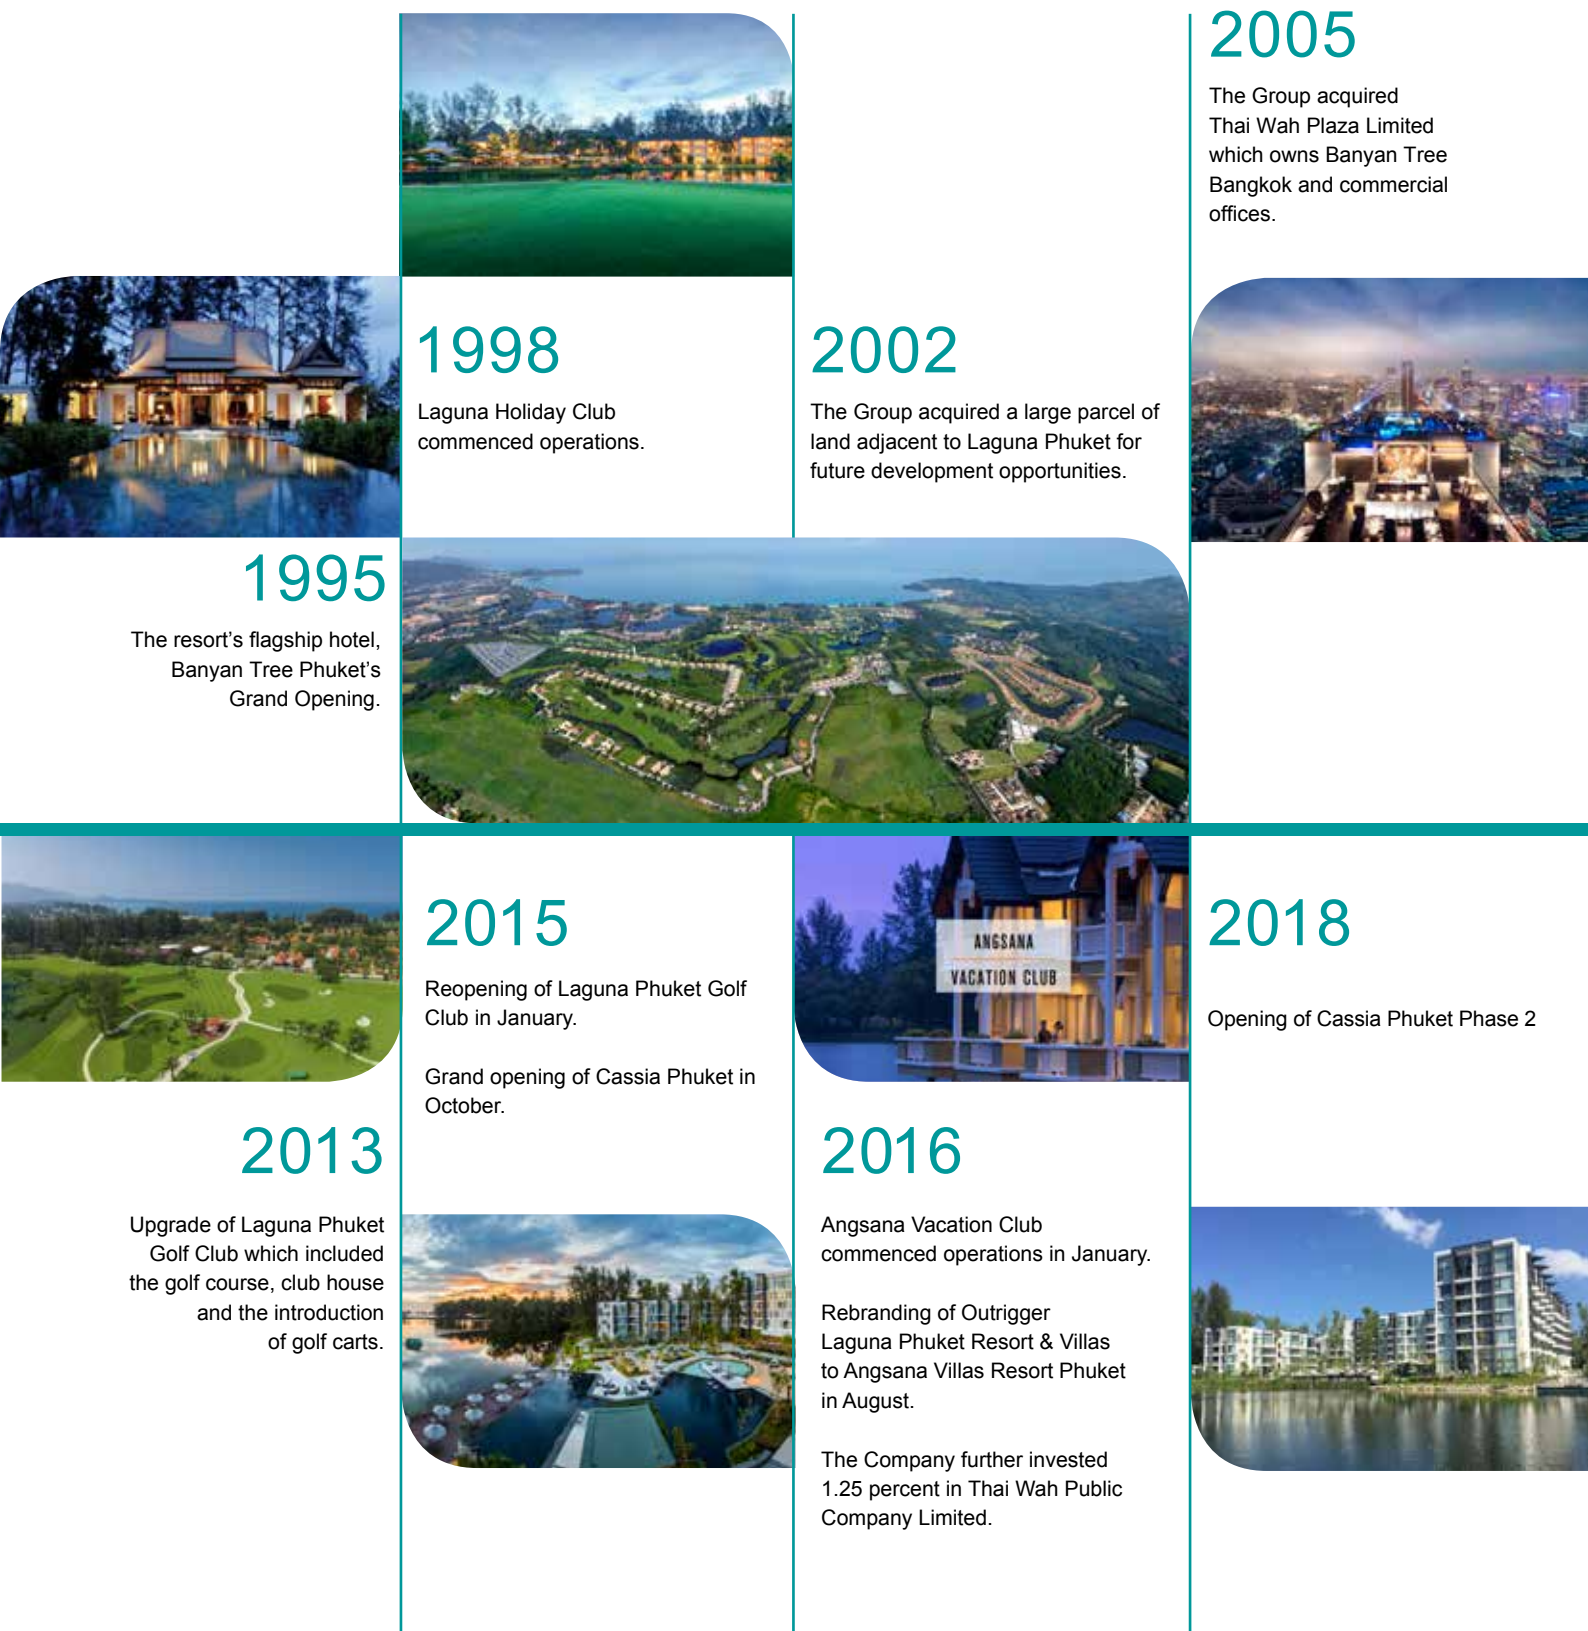 1995
The resort’s flagship hotel,
Banyan Tree Phuket’s
Grand Opening.
1998
Laguna Holiday Club
commenced operations.
2002
The Group acquired a large parcel of
land adjacent to Laguna Phuket for
future development opportunities.
2005
The Group acquired
Thai Wah Plaza Limited
which owns Banyan Tree
Bangkok and commercial
offices.
2013
Upgrade of Laguna Phuket
Golf Club which included
the golf course, club house
and the introduction
of golf carts.
2015
Reopening of Laguna Phuket Golf
Club in January.
Grand opening of Cassia Phuket in
October.
ANGSANA
VACATION CLUB
2016
Angsana Vacation Club
commenced operations in January.
Rebranding of Outrigger
Laguna Phuket Resort & Villas
to Angsana Villas Resort Phuket
in August.
The Company further invested
1.25 percent in Thai Wah Public
Company Limited.
2018
Opening of Cassia Phuket Phase 2